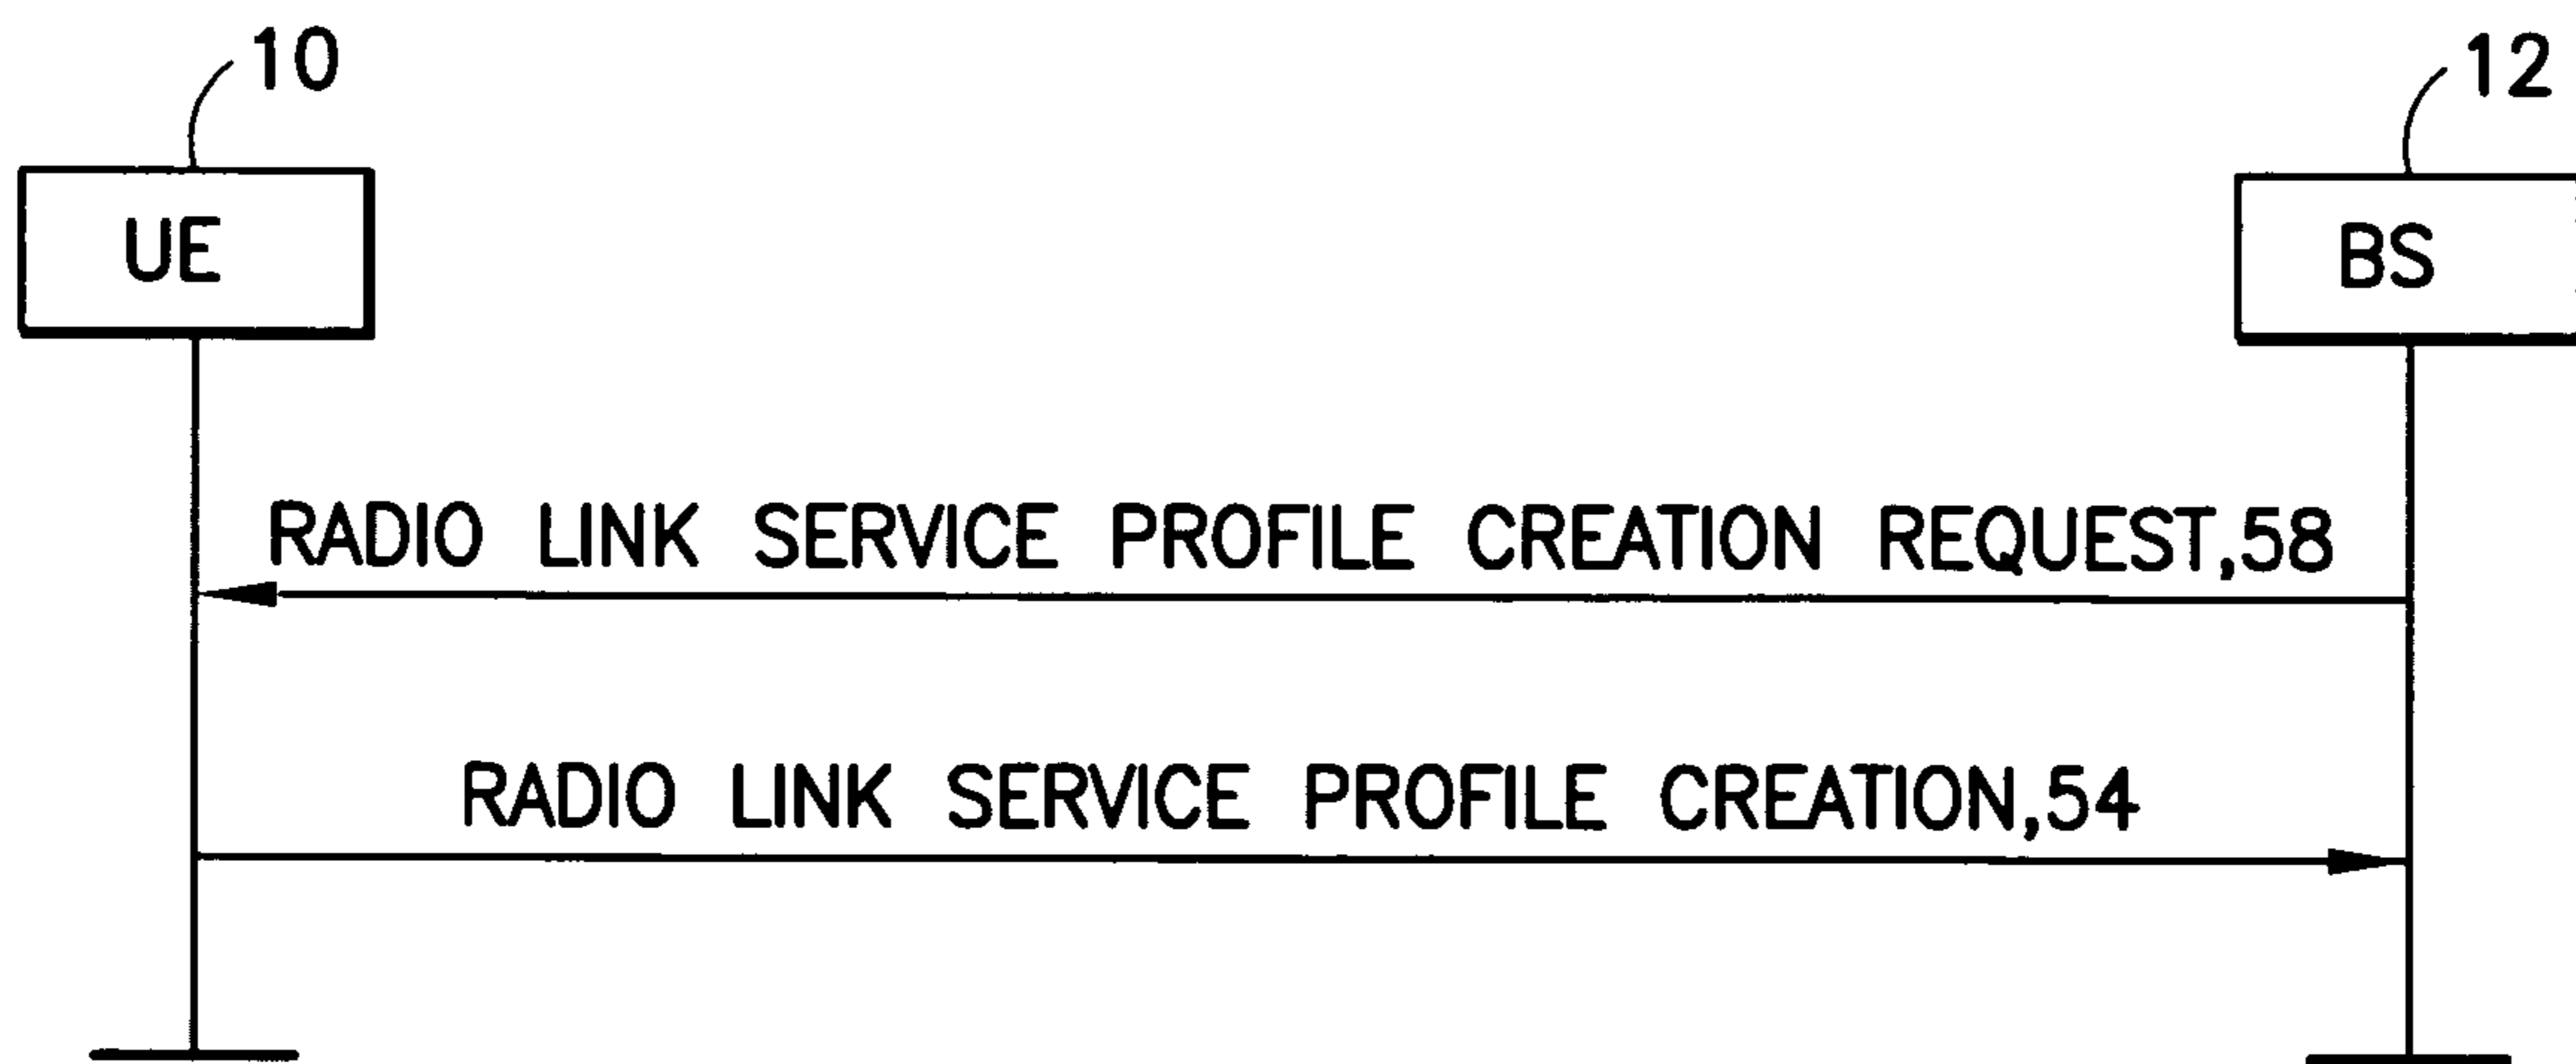 10
12
UE
BS
RADIO LINK SERVICE PROFILE CREATION REQUEST,58
RADIO LINK SERVICE PROFILE CREATION,54